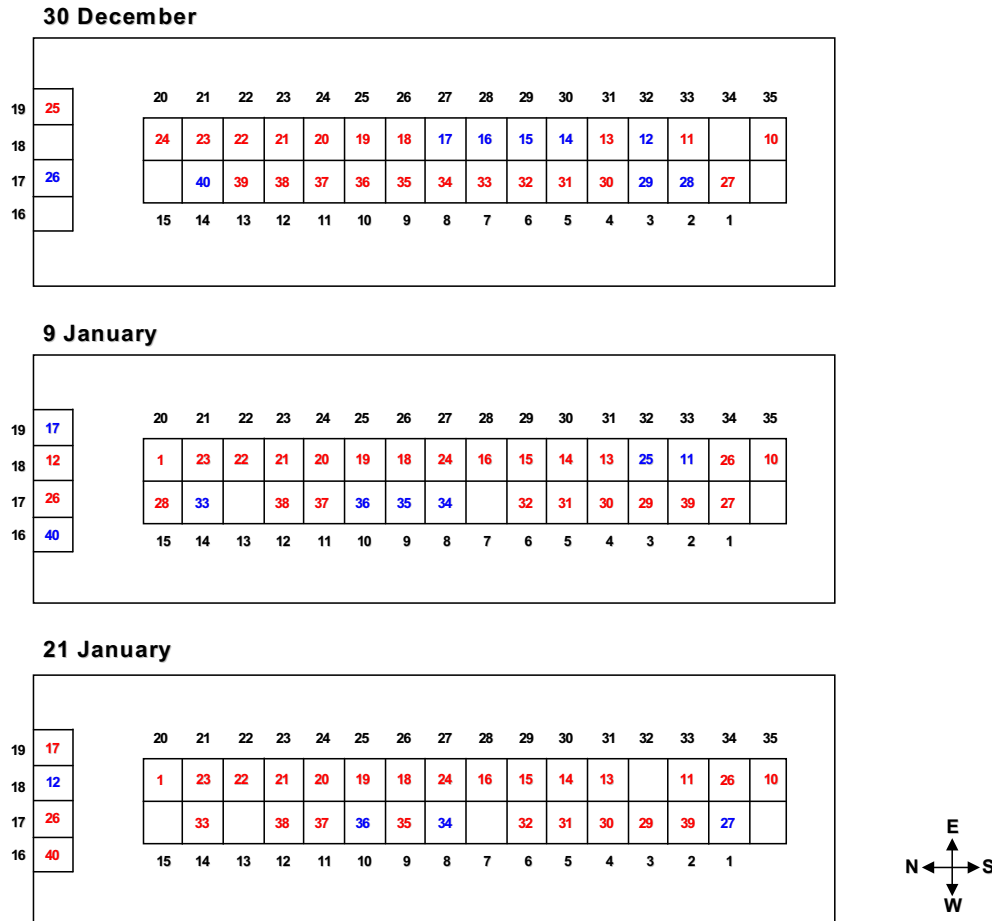 30 December
20 21 22 23 24 25 26 27 28 29 30 31 32 33 34 35
19 25
24 23 22 21 20 19 18 17 16 15 14 13 12 11 10
18
17 26
40 39 38 37 36 35 34 33 32 31 30 29 28 27
16
15 14 13 12 11 10 9 8 7 6 5 4 3 2 1
9 January
20 21 22 23 24 25 26 27 28 29 30 31 32 33 34 35
19 17
18 12
1 23 22 21 20 19 18 24 16 15 14 13 25 11 26 10
17 26
28 33 38 37 36 35 34 32 31 30 29 39 27
16 40
15 14 13 12 11 10 9 8 7 6 5 4 3 2 1
21 January
20 21 22 23 24 25 26 27 28 29 30 31 32 33 34 35
19 17
18 12
1 23 22 21 20 19 18 24 16 15 14 13 11 26 10
17 26
33 38 37 36 35 34 32 31 30 29 39 27
16 40
15 14 13 12 11 10 9 8 7 6 5 4 3 2 1
E
N S
W